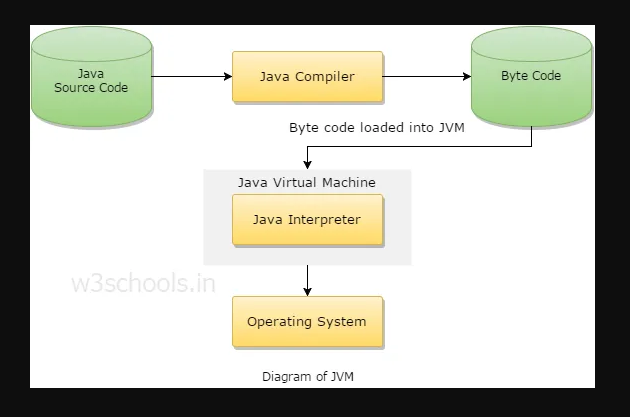 Java
Source Code
Java Compiler
Byte Code
Byte code loaded into JVM
Java Virtual Machine
Java Interpreter
w3schools.in
Operating System
Diagram of JVM